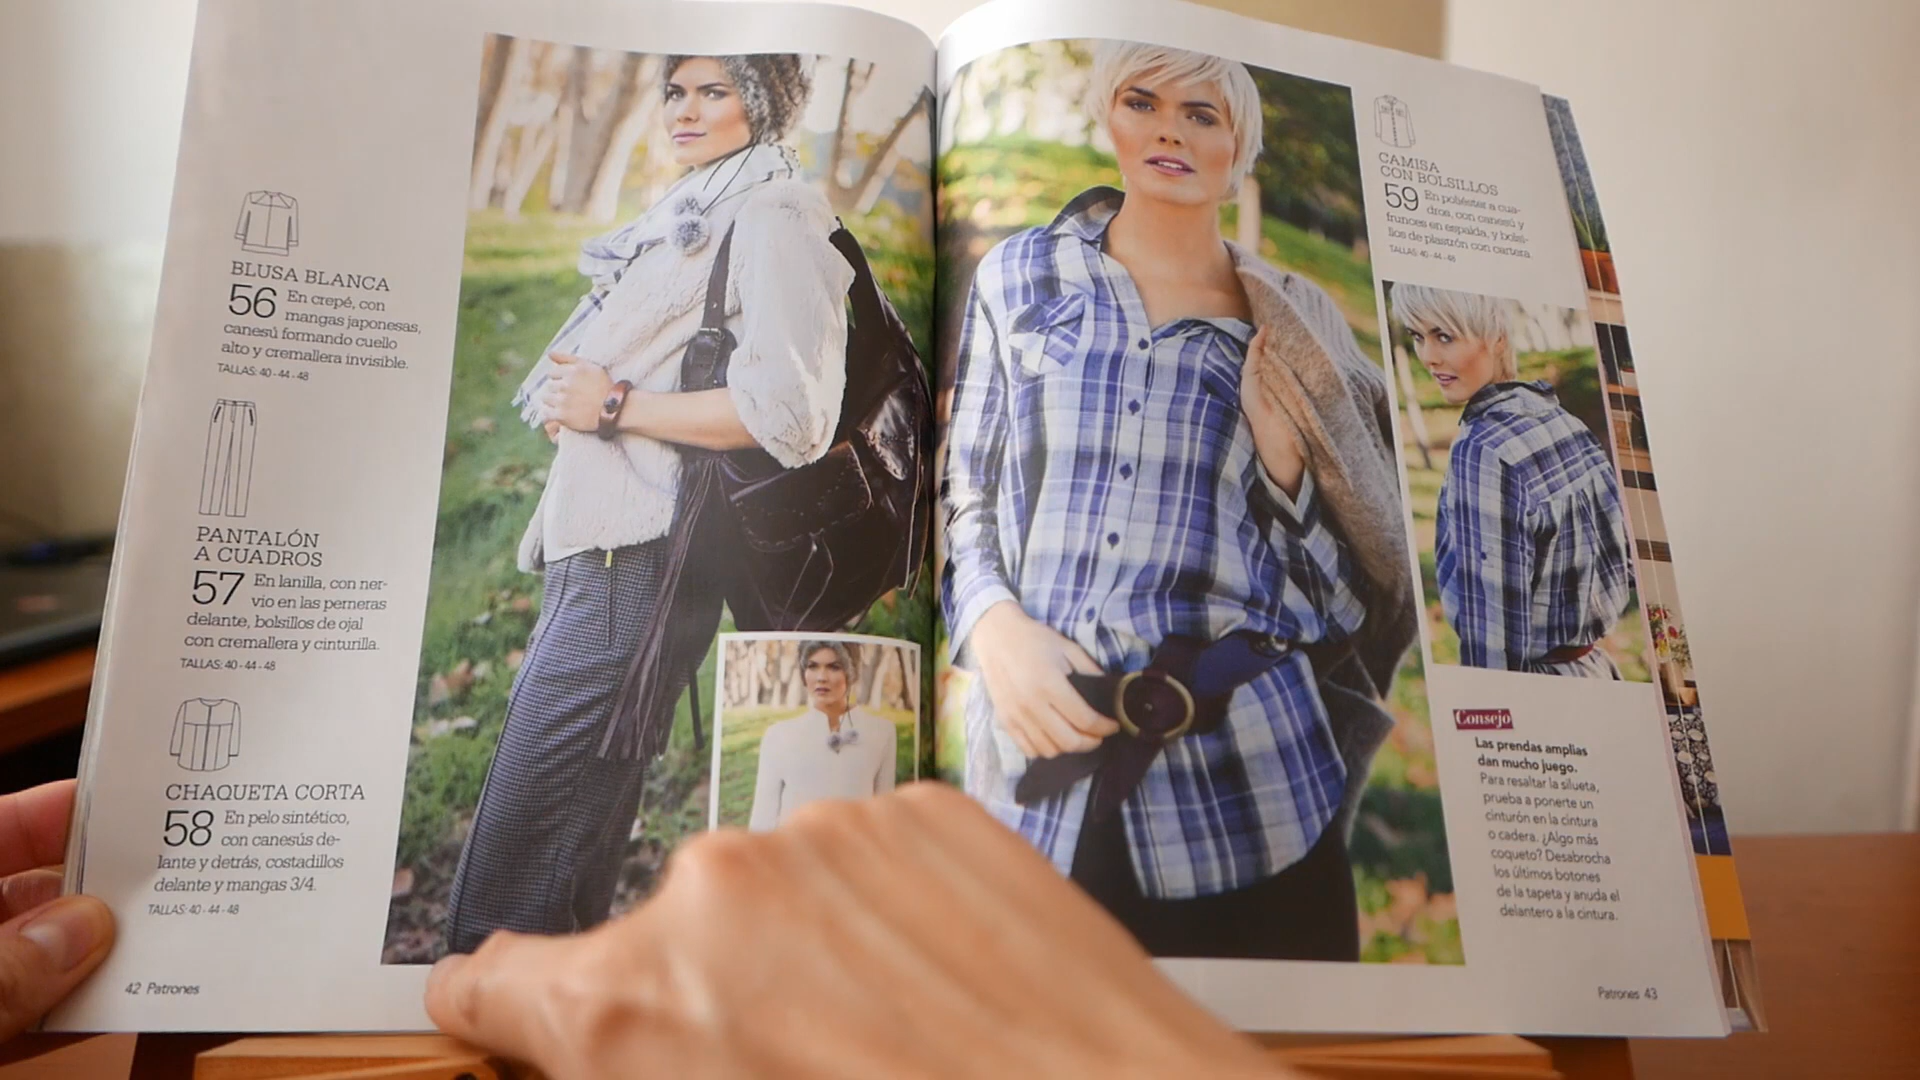 BLUSA BLANCA
56 En crepé, con
mangas japonesas,
canesú formando cuello
alto y cremallera invisible.
TALLAS: 40 - 44 - 48
PANTALÓN
A CUADROS
57 En lanilla, con ner-
vio en las perneras
delante, bolsillos de ojal
con cremallera y cinturilla.
TALLAS: 40 - 44 - 48
CHAQUETA CORTA
58 En pelo sintético,
con canesús de-
lante y detrás, costadillos
delante y mangas 3/4.
TALLAS: 40 - 44 - 48
42 Patrones
CAMISA
CON BOLSILLOS
59 En poliéster a cua-
dros, con canesú y
frunces en espalda, y bolsi-
llos de plastrón con cartera.
TALLAS: 40 - 44 - 48
Consejo
Las prendas amplias
dan mucho juego.
Para resaltar la silueta,
prueba a ponerte un
cinturón en la cintura
o cadera. ¿Algo más
coqueto? Desabrocha
los últimos botones
de la tapeta y anuda el
delantero a la cintura.
Patrones 43